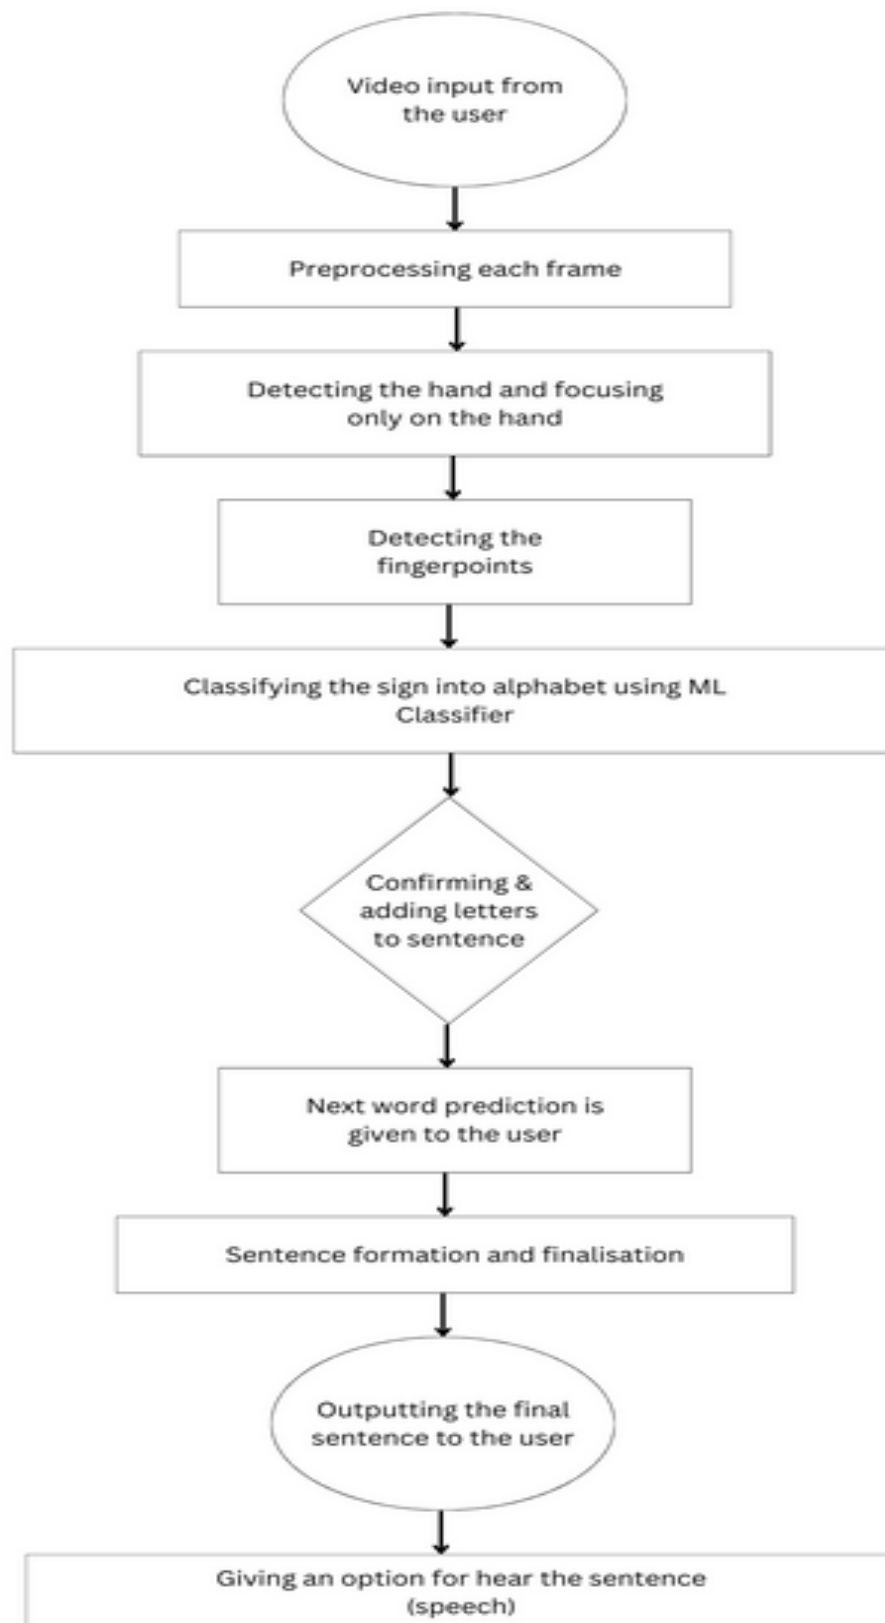 Video input from
the user
Preprocessing each frame
Detecting the hand and focusing
only on the hand
Detecting the
fingerpoints
Classifying the sign into alphabet using ML
Classifier
Confirming &
adding letters
to sentence
Next word prediction is
given to the user
Sentence formation and finalisation
Outputting the final
sentence to the user
Giving an option for hear the sentence
(speech)